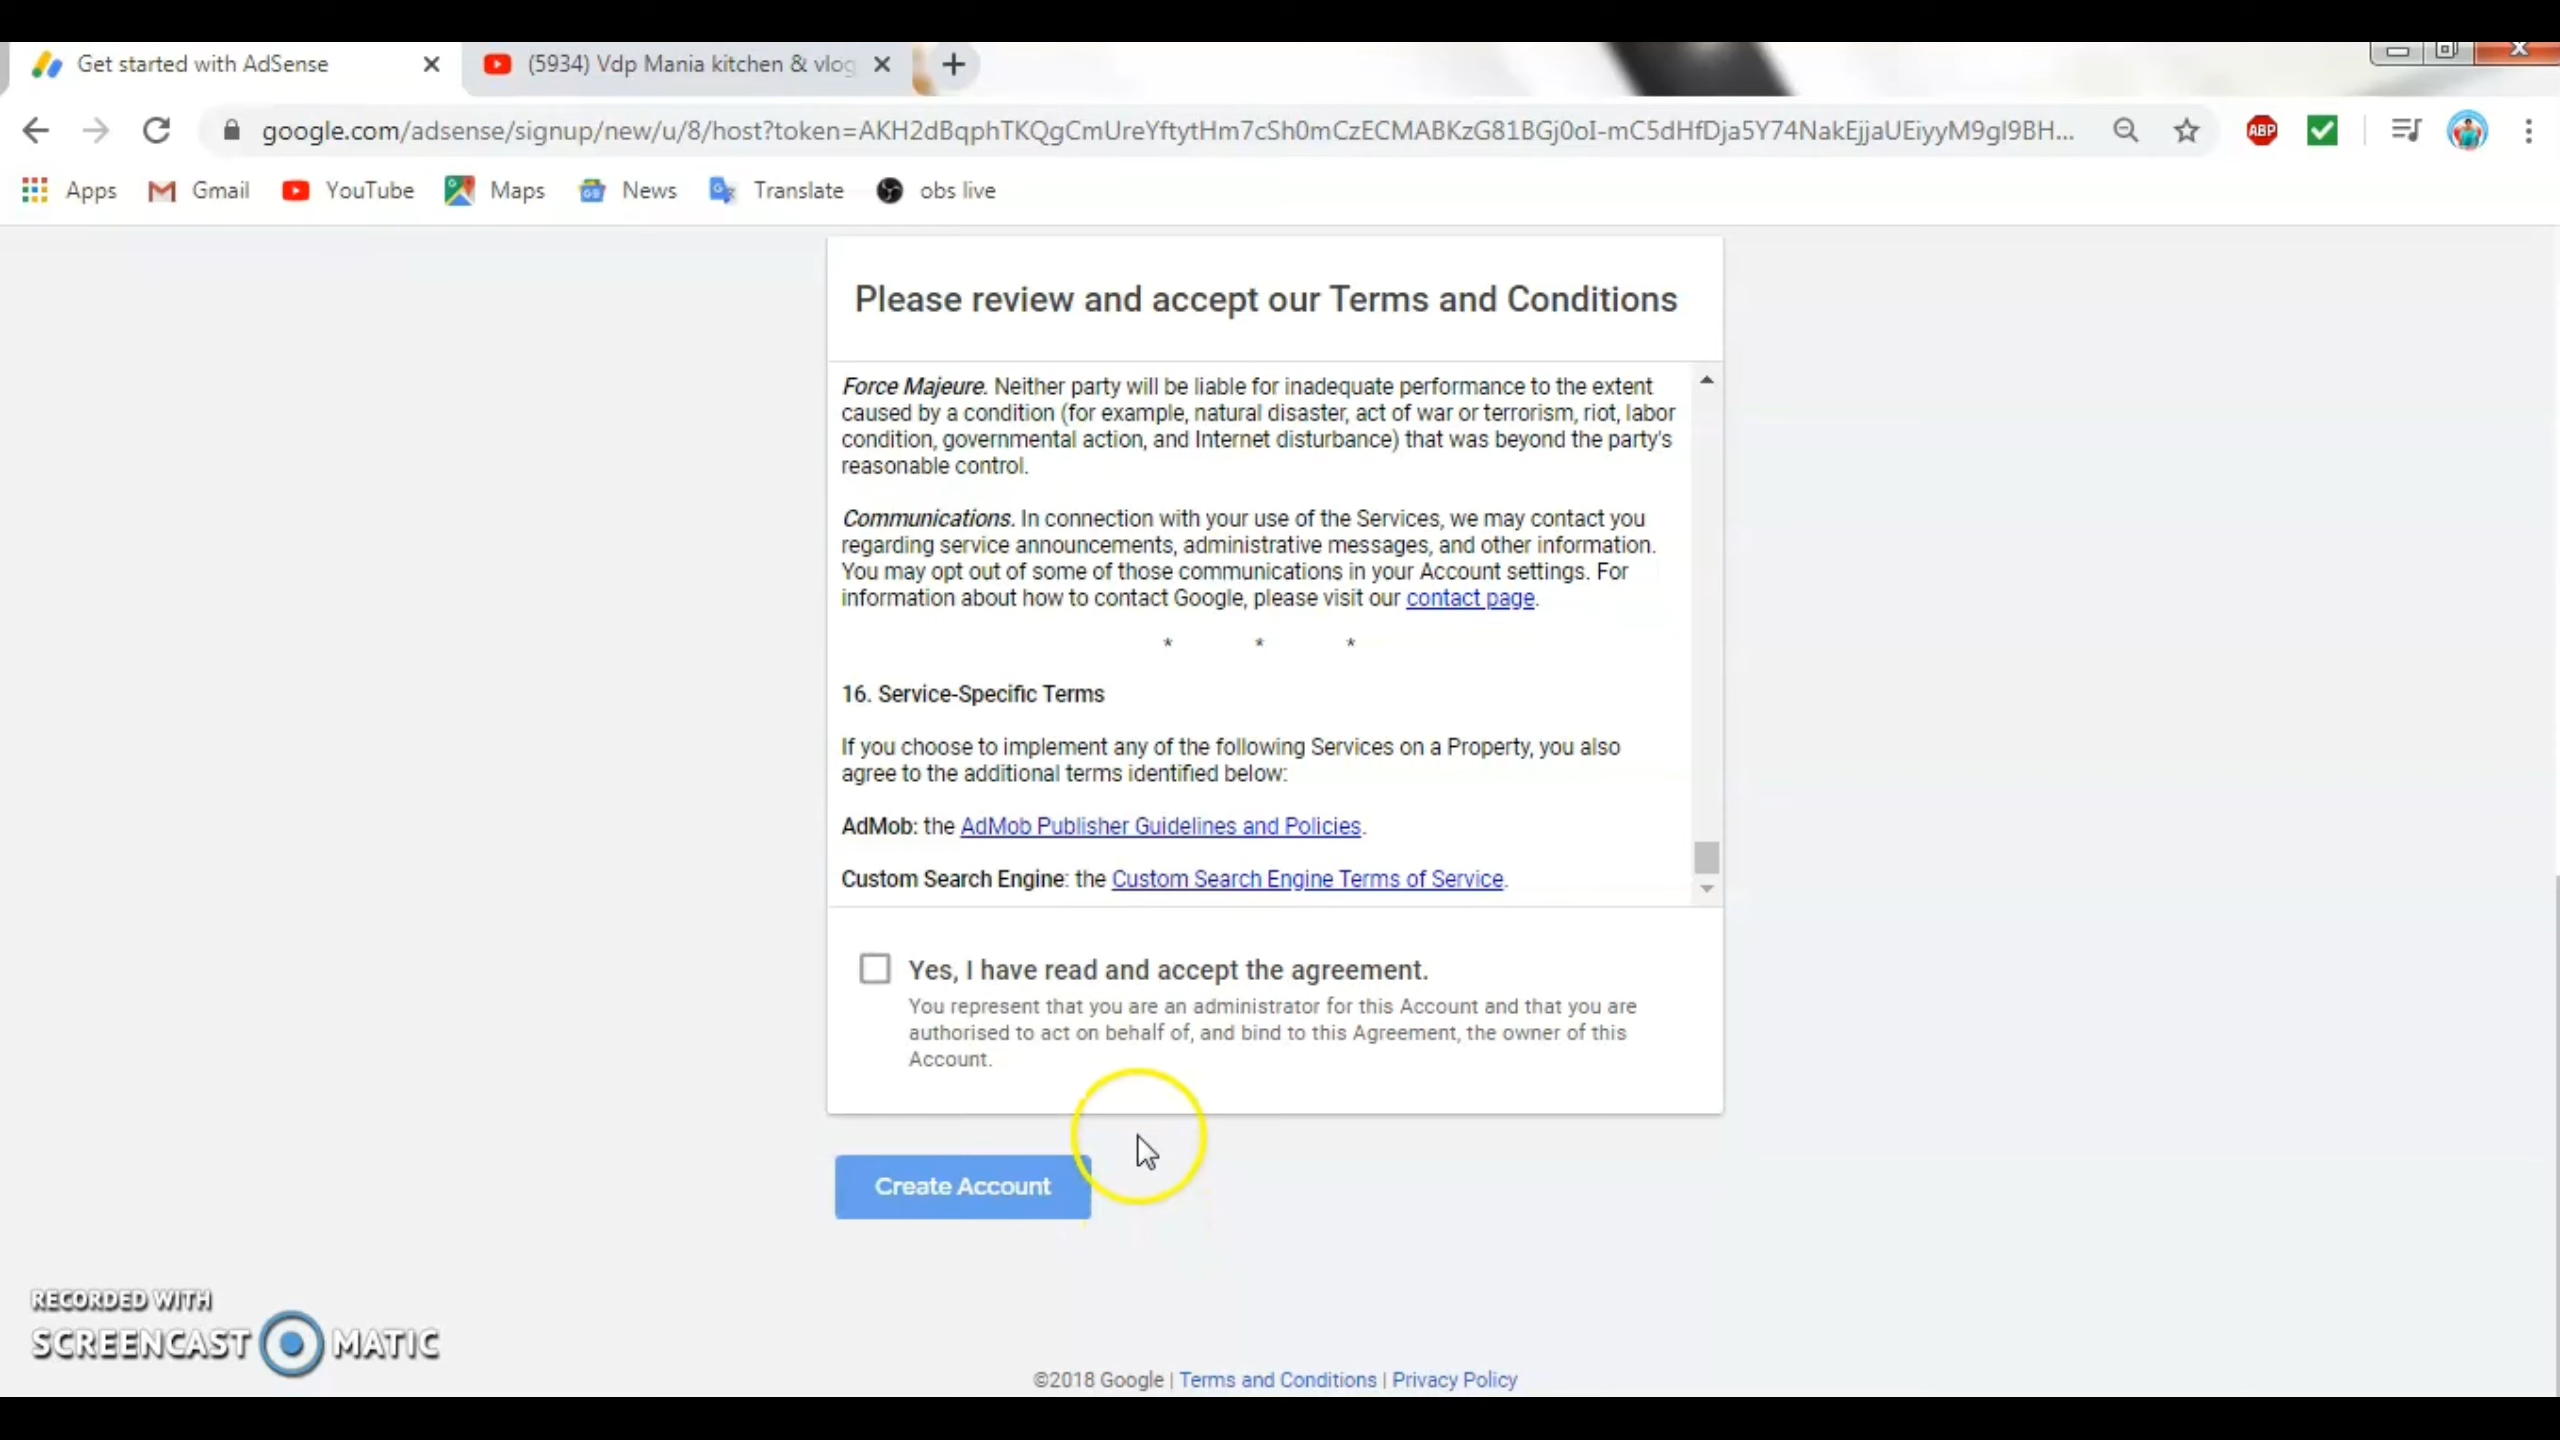 Get started with AdSense
(5934) Vdp Mania kitchen & vlog
google.com/adsense/signup/new/u/8/host?token=AKH2dBqphTKQgCmUreYftytHm7cSh0mCzECMABKzG81BGj0oI-mC5dHfDja5Y74NakEjjaUEiyyM9gl9BH...
ABP
Apps
Gmail
YouTube
Maps
News
Translate
obs live
Please review and accept our Terms and Conditions
Force Majeure. Neither party will be liable for inadequate performance to the extent
caused by a condition (for example, natural disaster, act of war or terrorism, riot, labor
condition, governmental action, and Internet disturbance) that was beyond the party's
reasonable control.
Communications. In connection with your use of the Services, we may contact you
regarding service announcements, administrative messages, and other information.
You may opt out of some of those communications in your Account settings. For
information about how to contact Google, please visit our contact page.
* * *
16. Service-Specific Terms
If you choose to implement any of the following Services on a Property, you also
agree to the additional terms identified below:
AdMob: the AdMob Publisher Guidelines and Policies.
Custom Search Engine: the Custom Search Engine Terms of Service.
Yes, I have read and accept the agreement.
You represent that you are an administrator for this Account and that you are
authorised to act on behalf of, and bind to this Agreement, the owner of this
Account.
Create Account
RECORDED WITH
SCREENCAST MATIC
©2018 Google | Terms and Conditions | Privacy Policy